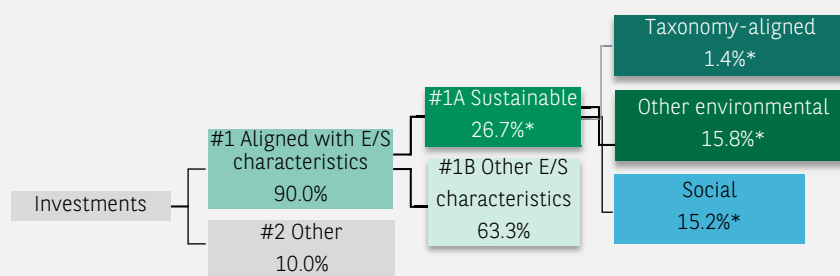 Investments
#1 Aligned with E/S
characteristics
90.0%
#2 Other
10.0%
#1A Sustainable
26.7%*
#1B Other E/S
characteristics
63.3%
Taxonomy-aligned
1.4%*
Other environmental
15.8%*
Social
15.2%*